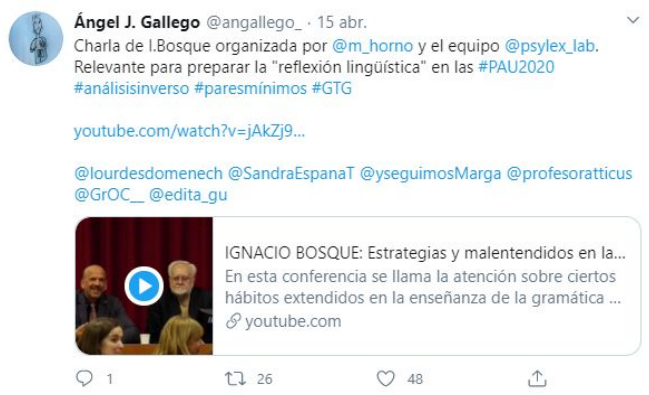 Ángel J. Gallego @angallego_ · 15 abr.
Charla de I.Bosque organizada por @m_horno y el equipo @psylex_lab.
Relevante para preparar la "reflexión lingüística" en las #PAU2020
#análisisinverso #paresmínimos #GTG
youtube.com/watch?v=jAkZj9...
@lourdesdomenech @SandraEspanaT @yseguimosMarga @profesoratticus
@GrOC__ @edita_gu
IGNACIO BOSQUE: Estrategias y malentendidos en la...
En esta conferencia se llama la atención sobre ciertos
hábitos extendidos en la enseñanza de la gramática ...
youtube.com
1 26 48